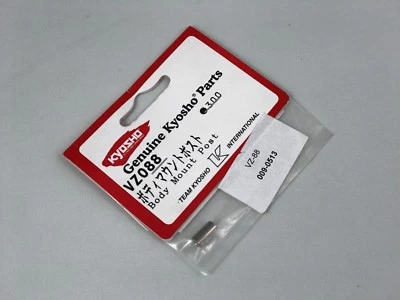 KYOSHO
Genuine Kyosho® Parts
VZ088
●300
ボディマウントポスト
Body Mount Post
TEAM KYOSHO
INTERNATIONAL
VZ-88
009-0513